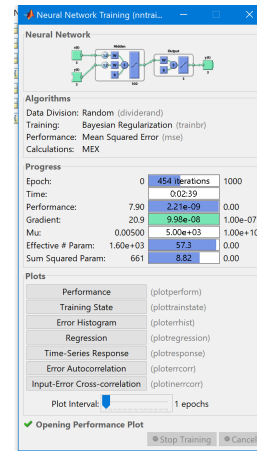 Neural Network Training (nntrai...
Neural Network
Hidden
Output
Algorithms
Data Division: Random (dividerand)
Training: Bayesian Regularization (trainbr)
Performance: Mean Squared Error (mse)
Calculations: MEX
Progress
Epoch: 0 454 iterations 1000
Time: 0:02:39
Performance: 7.90 2.21e-09 0.00
Gradient: 20.9 9.98e-08 1.00e-07
Mu: 0.00500 5.00e+03 1.00e+10
Effective # Param: 1.60e+03 57.3 0.00
Sum Squared Param: 661 8.82 0.00
Plots
Performance (plotperform)
Training State (plottrainstate)
Error Histogram (ploterrhist)
Regression (plotregression)
Time-Series Response (plotresponse)
Error Autocorrelation (ploterrcorr)
Input-Error Cross-correlation (plotinerrcorr)
Plot Interval: 1 epochs
Opening Performance Plot
Stop Training Cancel